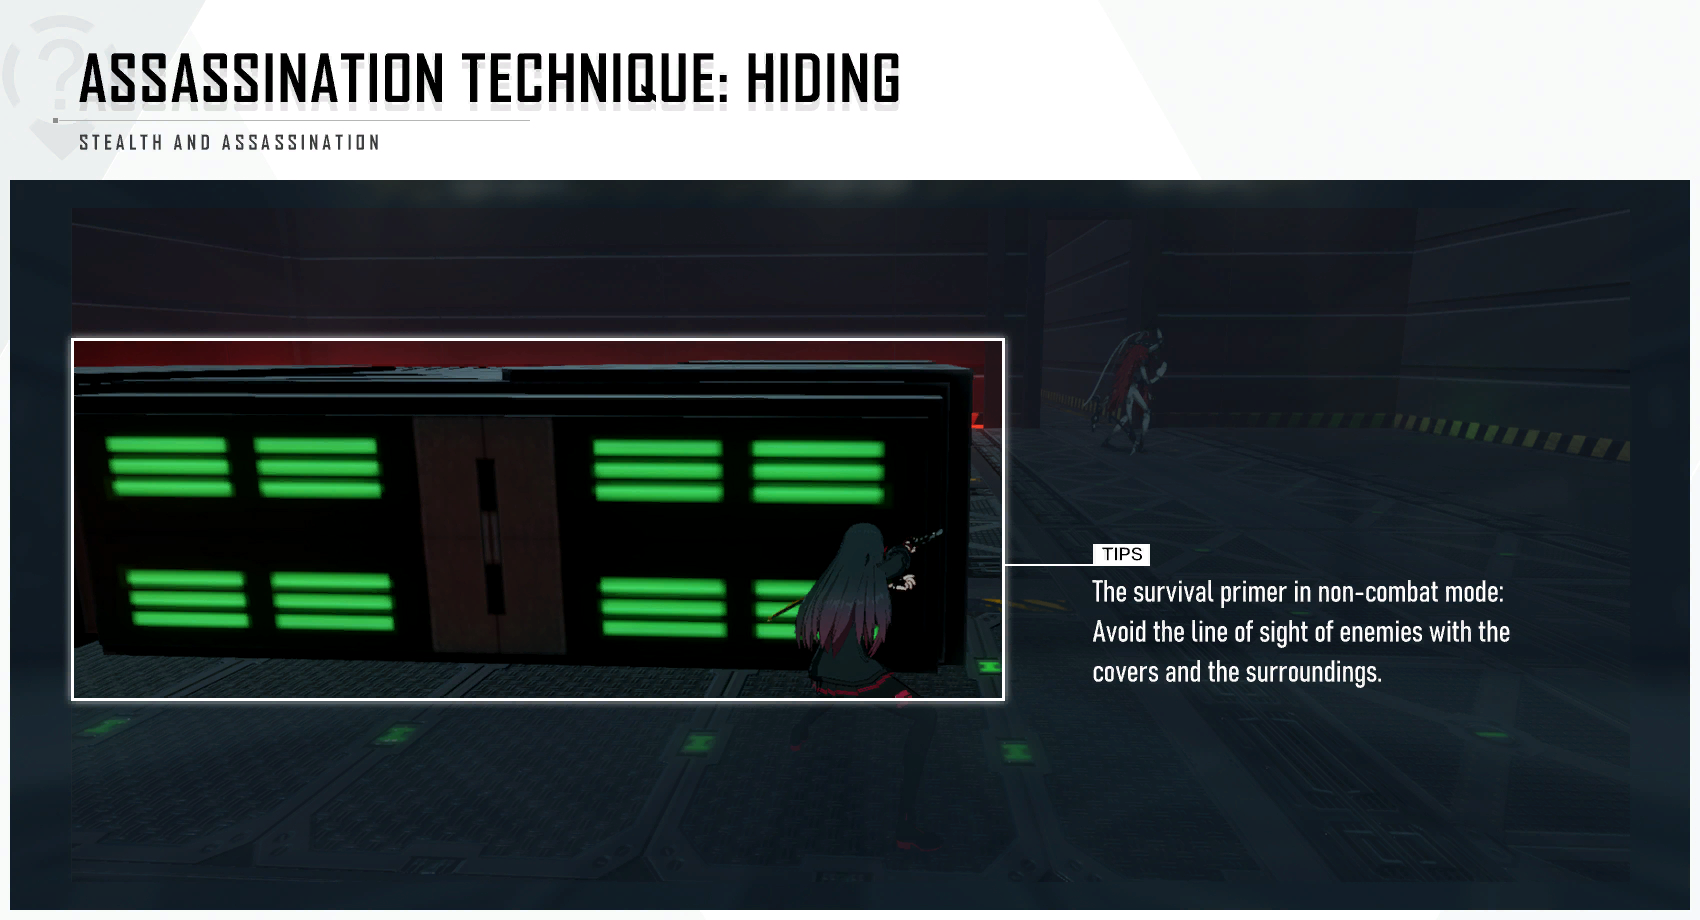 ASSASSINATION TECHNIQUE: HIDING
STEALTH AND ASSASSINATION
TIPS
The survival primer in non-combat mode:
Avoid the line of sight of enemies with the
covers and the surroundings.